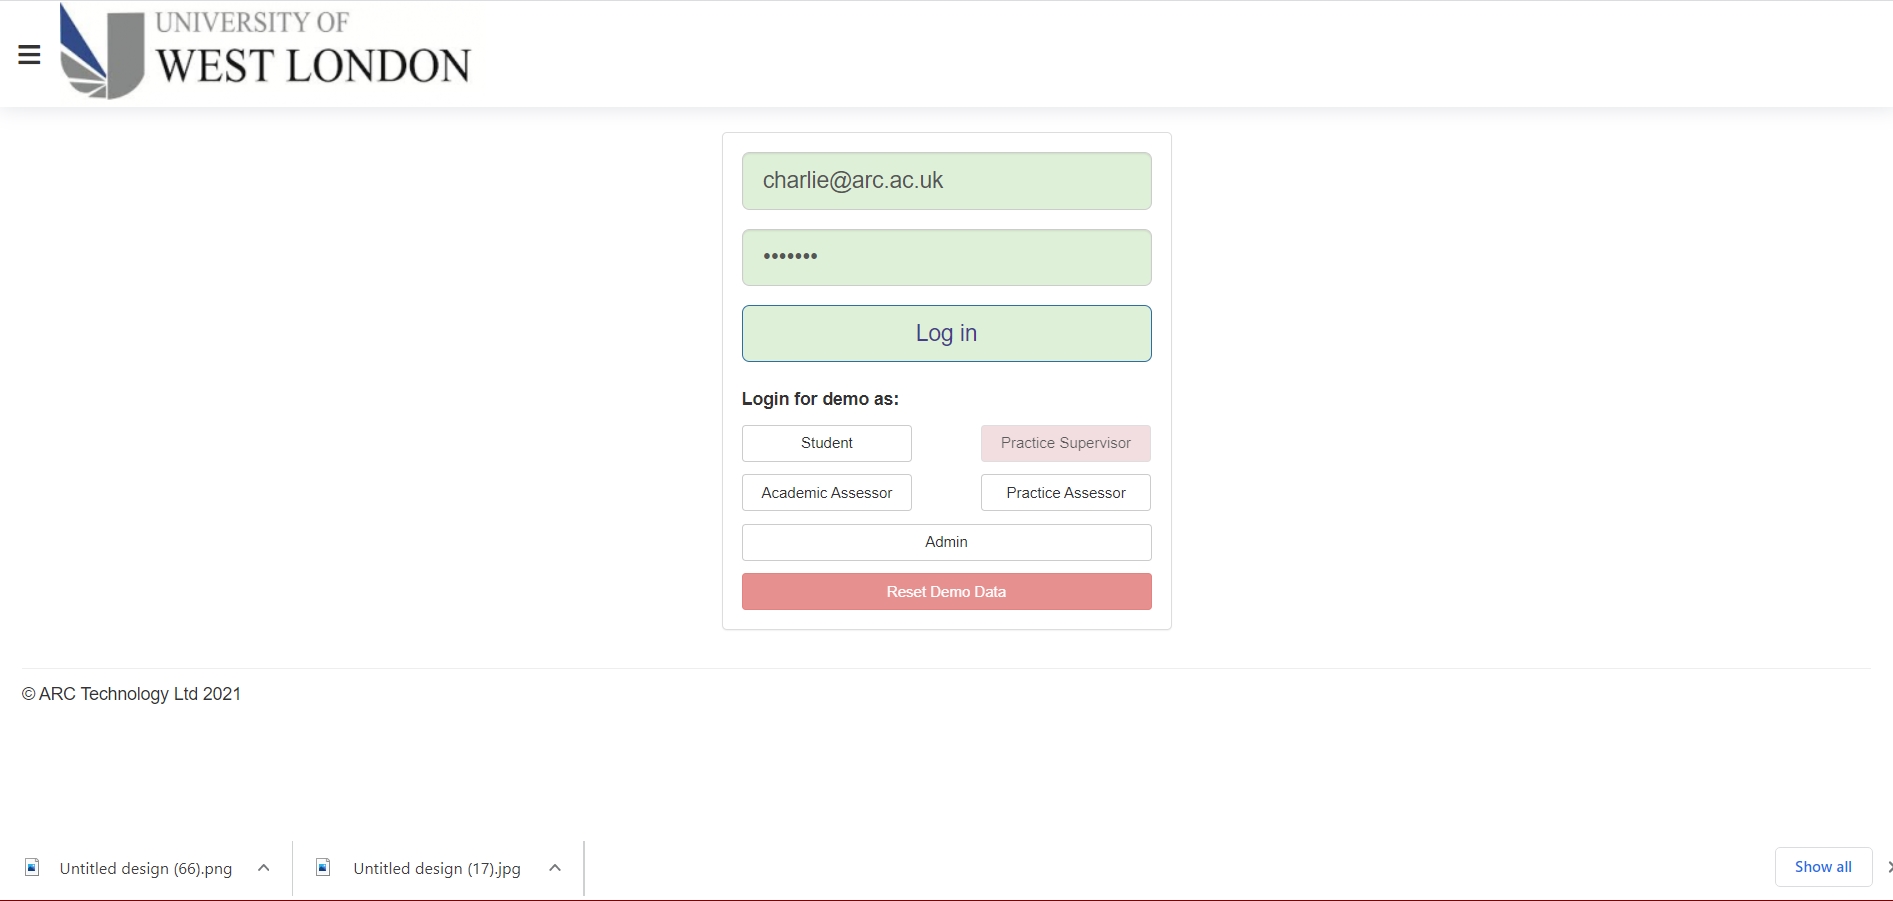 UNIVERSITY OF
WEST LONDON
charlie@arc.ac.uk
•••••••
Log in
Login for demo as:
Student
Practice Supervisor
Academic Assessor
Practice Assessor
Admin
Reset Demo Data
© ARC Technology Ltd 2021
Untitled design (66).png
Untitled design (17).jpg
Show all